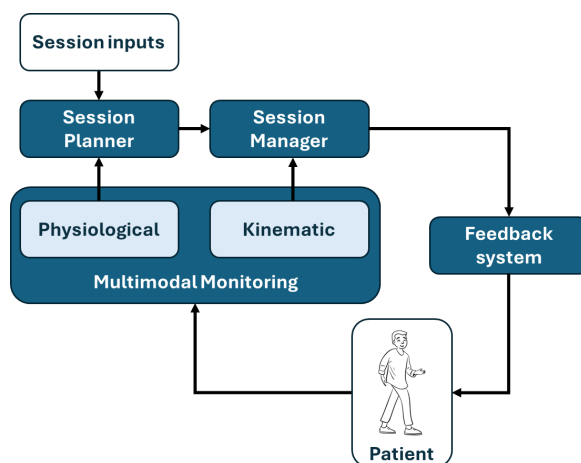 Session inputs
Session
Planner
Session
Manager
Physiological
Kinematic
Multimodal Monitoring
Feedback
system
Patient